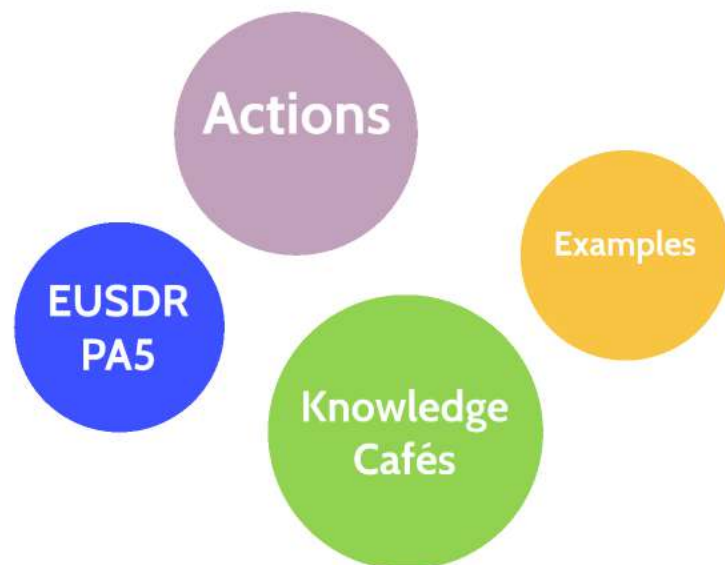 Actions
Examples
EUSDR
PA5
Knowledge
Cafés